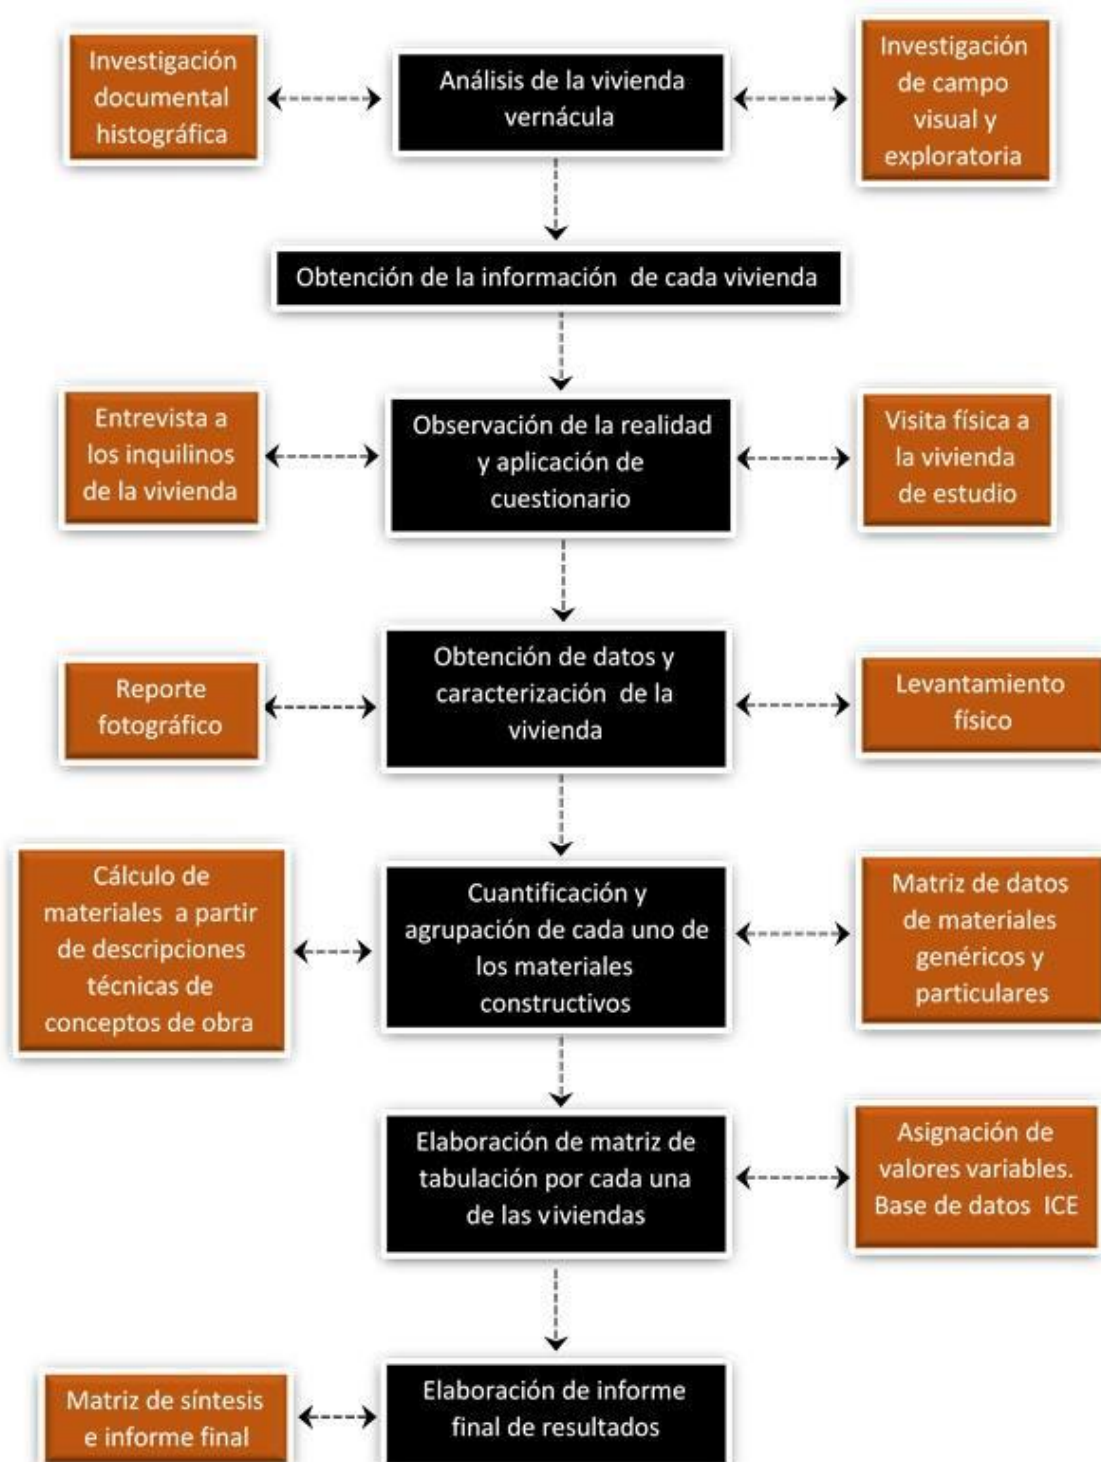 Investigación
documental
histográfica
Análisis de la vivienda
vernácula
Investigación
de campo
visual y
exploratoria
Obtención de la información de cada vivienda
Entrevista a
los inquilinos
de la vivienda
Observación de la realidad
y aplicación de
cuestionario
Visita física a
la vivienda
de estudio
Reporte
fotográfico
Obtención de datos y
caracterización de la
vivienda
Levantamiento
físico
Cálculo de
materiales a partir
de descripciones
técnicas de
conceptos de obra
Cuantificación y
agrupación de cada uno de
los materiales
constructivos
Matriz de datos
de materiales
genéricos y
particulares
Elaboración de matriz de
tabulación por cada una
de las viviendas
Asignación de
valores variables.
Base de datos ICE
Matriz de síntesis
e informe final
Elaboración de informe
final de resultados